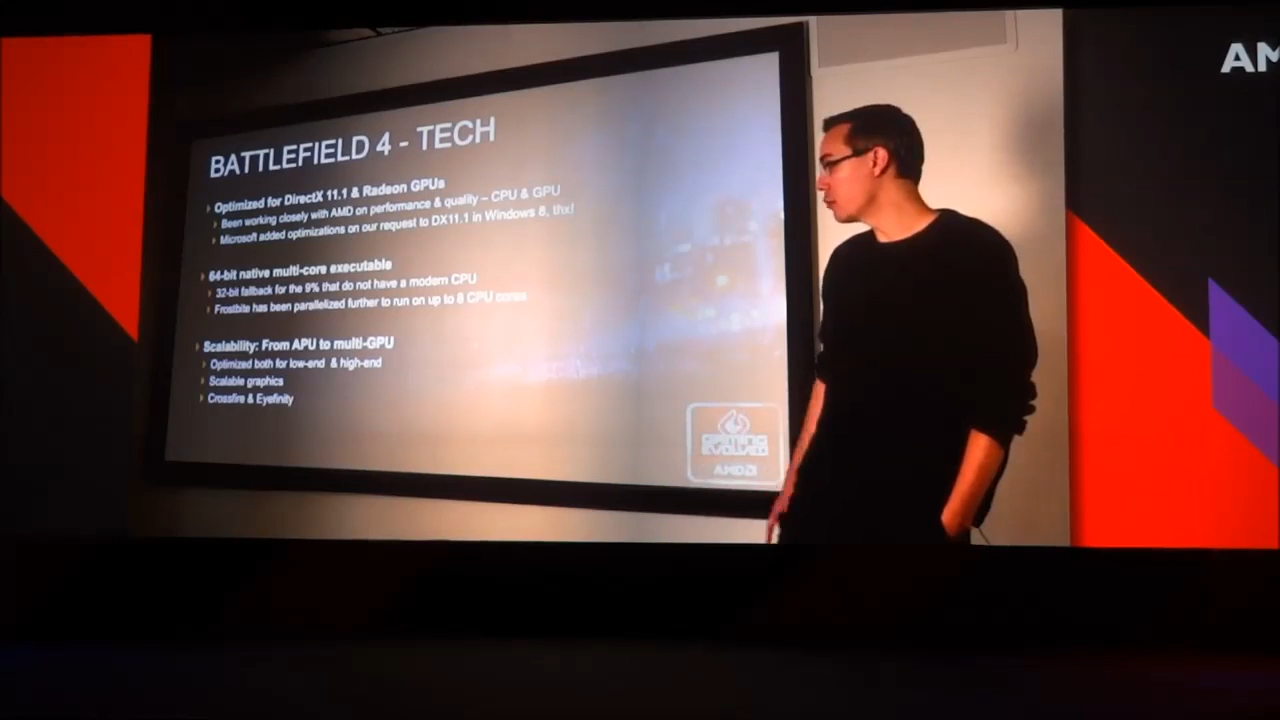 AM
BATTLEFIELD 4 - TECH
Optimized for DirectX 11.1 & Radeon GPUs
Been working closely with AMD on performance & quality – CPU & GPU
Microsoft added optimizations on our request to DX11.1 in Windows 8, thx!
64-bit native multi-core executable
32-bit fallback for the 9% that do not have a modern CPU
Frostbite has been parallelized further to run on up to 8 CPU cores
Scalability: From APU to multi-GPU
Optimized both for low-end & high-end
Scalable graphics
Crossfire & Eyefinity
GAMING
EVOLVED
AMD